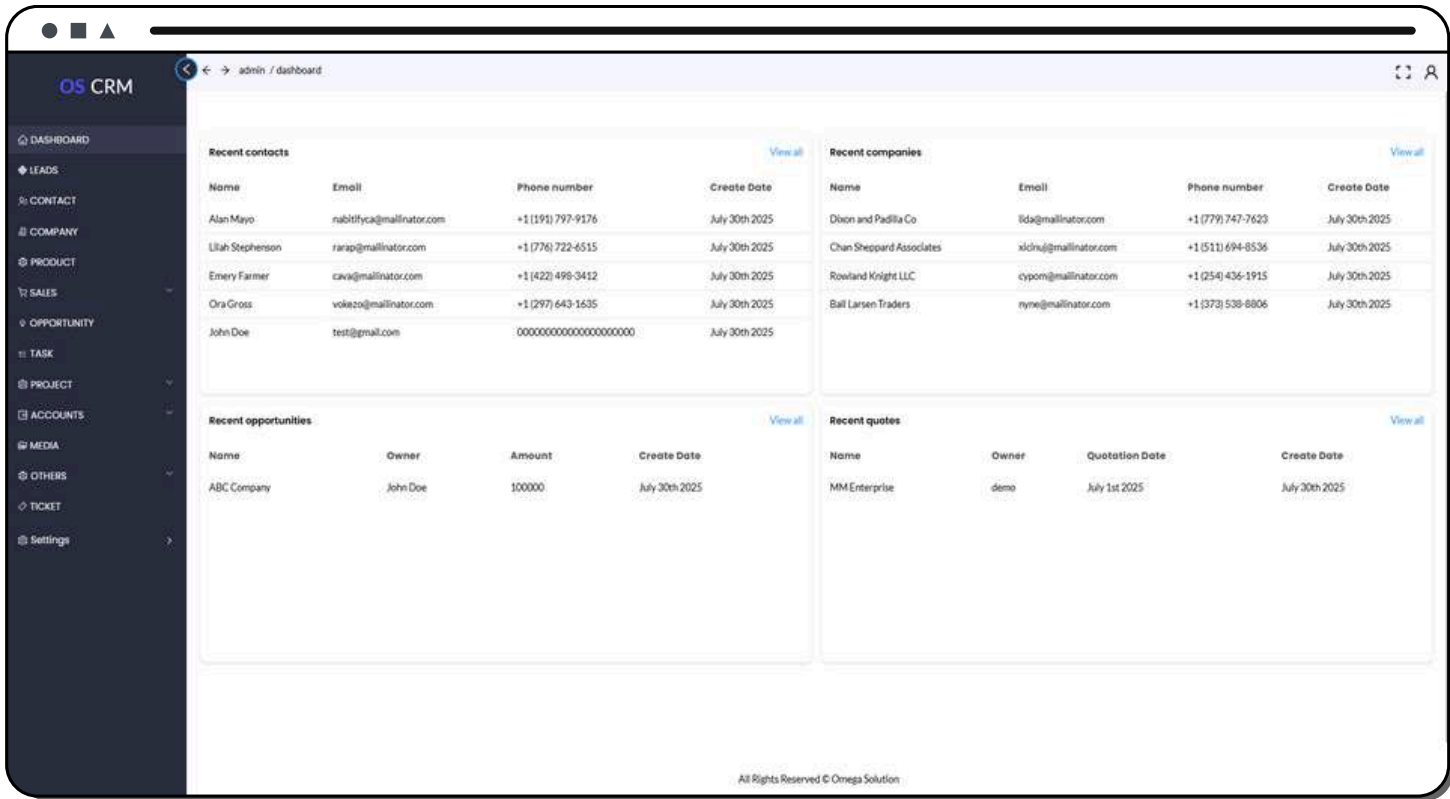 OS CRM
admin / dashboard
DASHBOARD
LEADS
CONTACT
COMPANY
PRODUCT
SALES
OPPORTUNITY
TASK
PROJECT
ACCOUNTS
MEDIA
OTHERS
TICKET
Settings
Recent contacts View all
Name Email Phone number Create Date
Alan Mayo nabitifyca@mailinator.com +1 (191) 797-9176 July 30th 2025
Lilah Stephenson rarap@mailinator.com +1 (776) 722-6515 July 30th 2025
Emery Farmer cava@mailinator.com +1 (422) 498-3412 July 30th 2025
Ora Gross vokezo@mailinator.com +1 (297) 643-1635 July 30th 2025
John Doe test@gmail.com 000000000000000000000 July 30th 2025
Recent companies View all
Name Email Phone number Create Date
Dixon and Padilla Co lida@mailinator.com +1 (779) 747-7623 July 30th 2025
Chan Sheppard Associates xicinuj@mailinator.com +1 (511) 694-8536 July 30th 2025
Rowland Knight LLC cypom@mailinator.com +1 (254) 436-1915 July 30th 2025
Ball Larsen Traders nyne@mailinator.com +1 (373) 538-8806 July 30th 2025
Recent opportunities View all
Name Owner Amount Create Date
ABC Company John Doe 100000 July 30th 2025
Recent quotes View all
Name Owner Quotation Date Create Date
MM Enterprise demo July 1st 2025 July 30th 2025
All Rights Reserved © Omega Solution